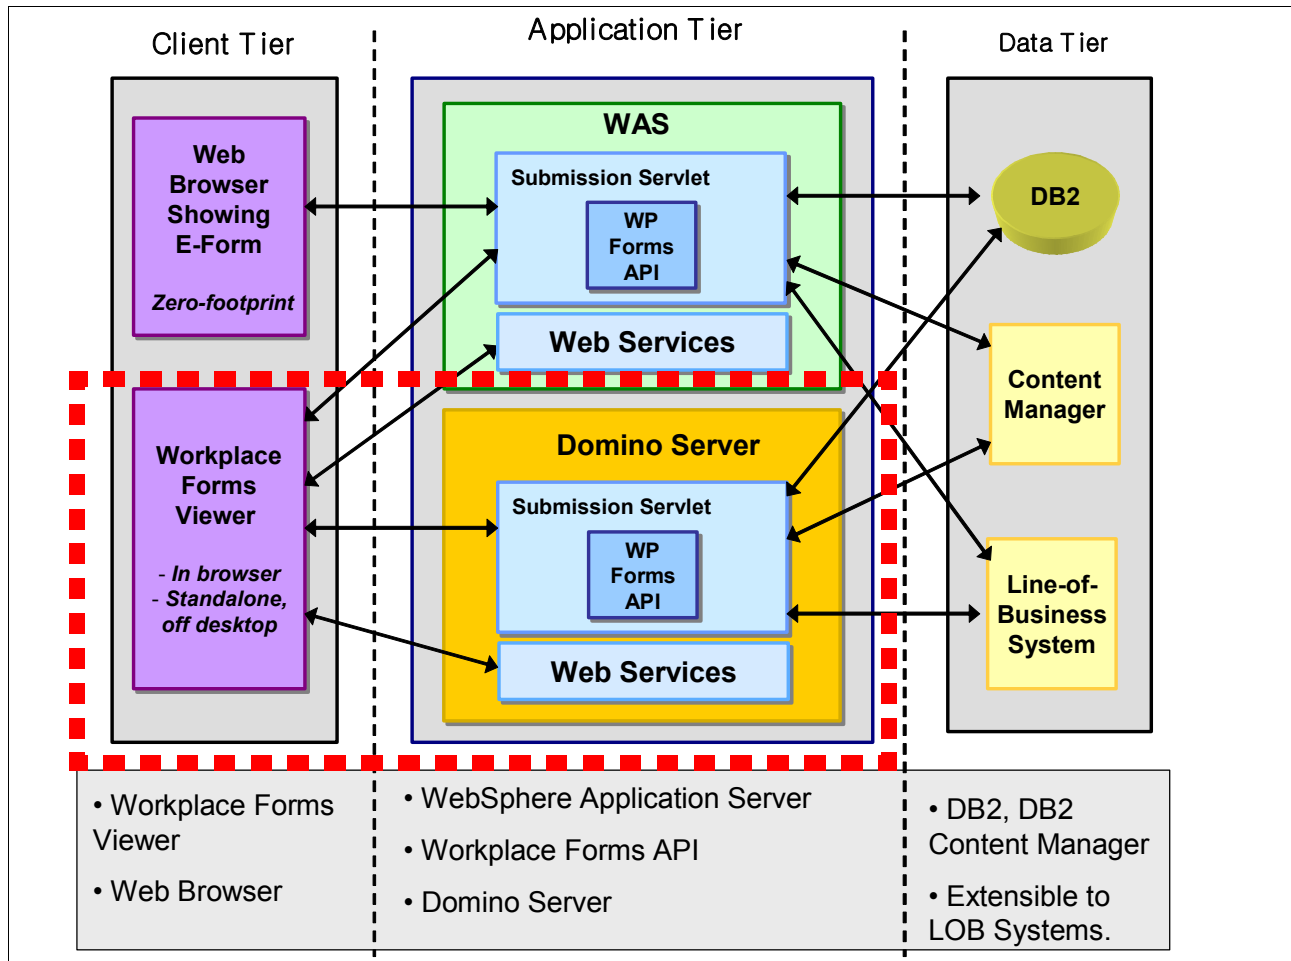 Client Tier
Application Tier
Data Tier
Web
Browser
Showing
E-Form
Zero-footprint
WAS
Submission Servlet
WP
Forms
API
Web Services
DB2
Content
Manager
Workplace
Forms
Viewer
- In browser
- Standalone,
off desktop
Domino Server
Submission Servlet
WP
Forms
API
Web Services
Line-of-
Business
System
• Workplace Forms
Viewer
• Web Browser
• WebSphere Application Server
• Workplace Forms API
• Domino Server
• DB2, DB2
Content Manager
• Extensible to
LOB Systems.